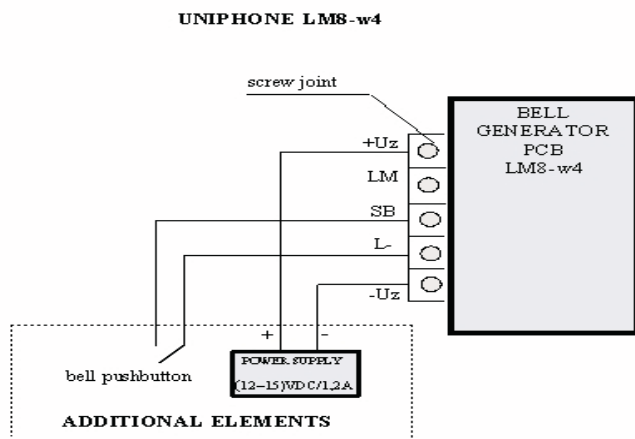 UNIPHONE LM8-w4
screw joint
BELL
GENERATOR
PCB
LM8-w4
+Uz
LM
SB
L-
-Uz
+ -
POWER SUPPLY
(12-15)VDC/1,2A
bell pushbutton
ADDITIONAL ELEMENTS